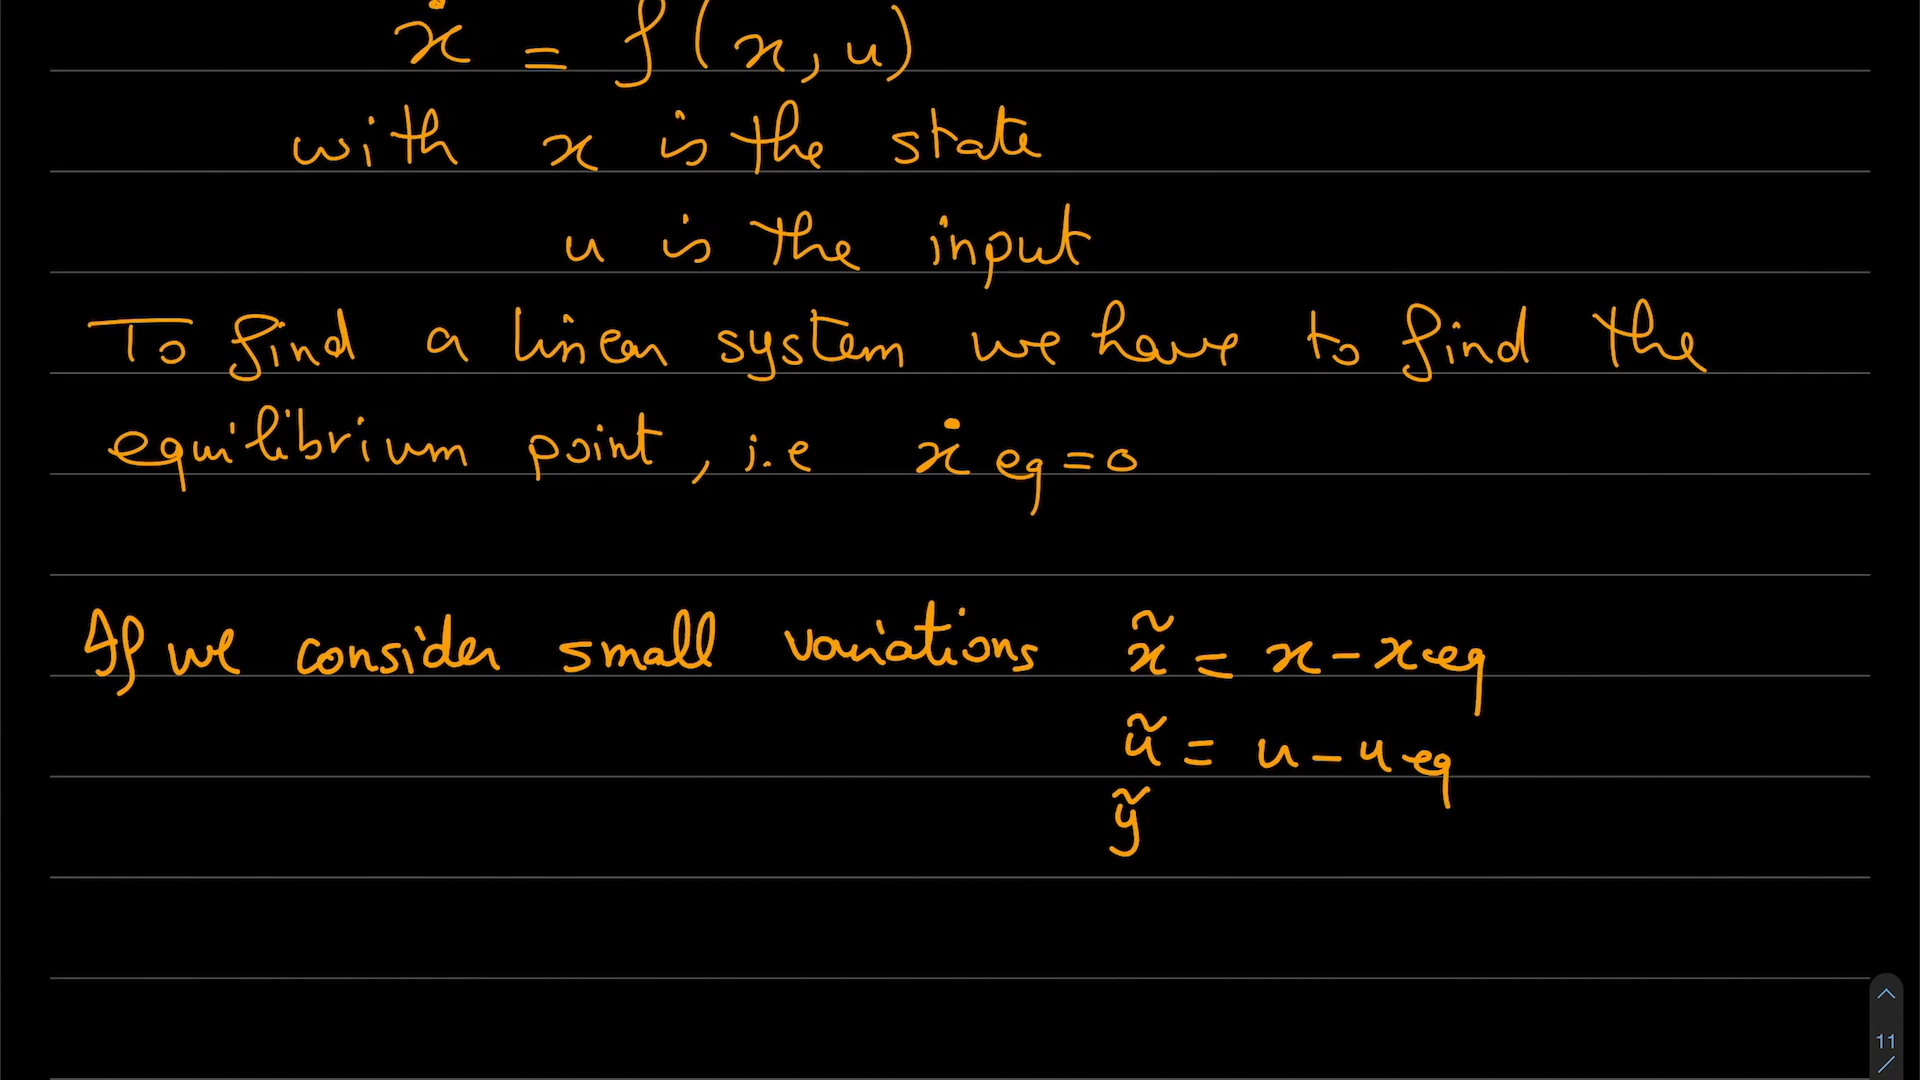 ẋ = f(x, u)
with x is the state
u is the input
To find a linear system we have to find the
equilibrium point, i.e ẋ eq = 0
If we consider small variations x̃ = x - xeq
ũ = u - ueq
ỹ
11